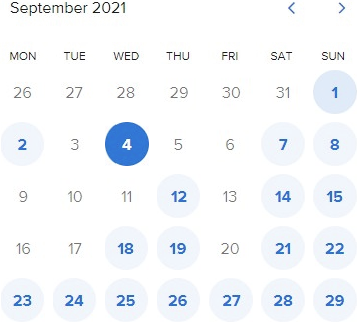 September 2021
MON TUE WED THU FRI SAT SUN
26 27 28 29 30 31 1
2 3 4 5 6 7 8
9 10 11 12 13 14 15
16 17 18 19 20 21 22
23 24 25 26 27 28 29